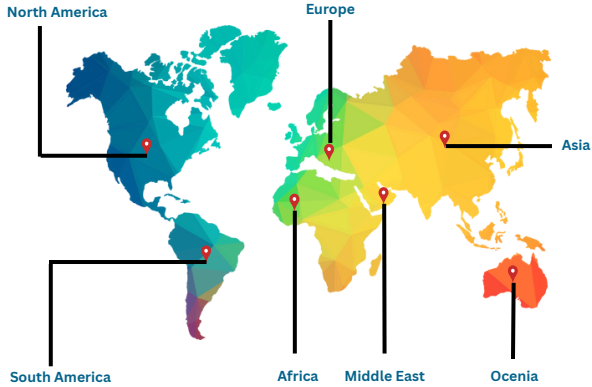 Europe
North America
Asia
South America
Africa
Middle East
Ocenia